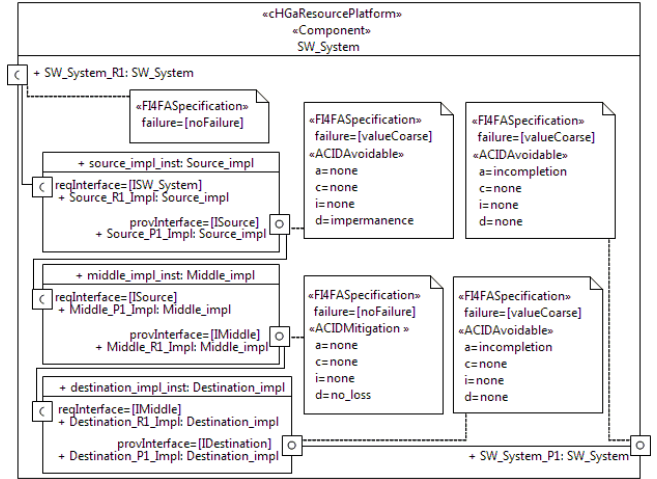 «cHGaResourcePlatform»
«Component»
SW_System
+ SW_System_R1: SW_System
«FI4FASpecification»
failure=[noFailure]
«FI4FASpecification»
failure=[valueCoarse]
«ACIDAvoidable»
a=none
c=none
i=none
d=impermanence
«FI4FASpecification»
failure=[valueCoarse]
«ACIDAvoidable»
a=incompletion
c=none
i=none
d=none
+ source_impl_inst: Source_impl
reqInterface=[ISW_System]
+ Source_R1_Impl: Source_impl
provInterface=[ISource]
+ Source_P1_Impl: Source_impl
+ middle_impl_inst: Middle_impl
reqInterface=[ISource]
+ Middle_P1_Impl: Middle_impl
provInterface=[IMiddle]
+ Middle_R1_Impl: Middle_impl
«FI4FASpecification»
failure=[noFailure]
«ACIDMitigation »
a=none
c=none
i=none
d=no_loss
«FI4FASpecification»
failure=[valueCoarse]
«ACIDAvoidable»
a=incompletion
c=none
i=none
d=none
+ destination_impl_inst: Destination_impl
reqInterface=[IMiddle]
+ Destination_R1_Impl: Destination_impl
provInterface=[IDestination]
+ Destination_P1_Impl: Destination_impl
+ SW_System_P1: SW_System